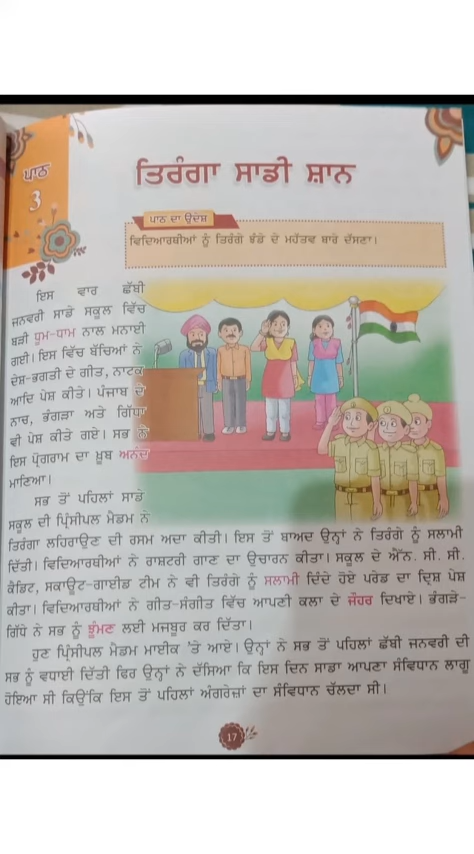 ਪਾਠ
3
ਤਿਰੰਗਾ ਸਾਡੀ ਸ਼ਾਨ
ਪਾਠ ਦਾ ਉਦੇਸ਼
ਵਿਦਿਆਰਥੀਆਂ ਨੂੰ ਤਿਰੰਗੇ ਝੰਡੇ ਦੇ ਮਹੱਤਵ ਬਾਰੇ ਦੱਸਣਾ।
ਇਸ ਵਾਰ ਛੱਬੀ
ਜਨਵਰੀ ਸਾਡੇ ਸਕੂਲ ਵਿੱਚ
ਬੜੀ ਧੂਮ-ਧਾਮ ਨਾਲ ਮਨਾਈ
ਗਈ। ਇਸ ਵਿੱਚ ਬੱਚਿਆਂ ਨੇ
ਦੇਸ਼-ਭਗਤੀ ਦੇ ਗੀਤ, ਨਾਟਕ
ਆਦਿ ਪੇਸ਼ ਕੀਤੇ। ਪੰਜਾਬ ਦੇ
ਨਾਚ, ਭੰਗੜਾ ਅਤੇ ਗਿੱਧਾ
ਵੀ ਪੇਸ਼ ਕੀਤੇ ਗਏ। ਸਭ ਨੇ
ਇਸ ਪ੍ਰੋਗਰਾਮ ਦਾ ਖ਼ੂਬ ਅਨੰਦ
ਮਾਣਿਆ।
ਸਭ ਤੋਂ ਪਹਿਲਾਂ ਸਾਡੇ
ਸਕੂਲ ਦੀ ਪ੍ਰਿੰਸੀਪਲ ਮੈਡਮ ਨੇ
ਤਿਰੰਗਾ ਲਹਿਰਾਉਣ ਦੀ ਰਸਮ ਅਦਾ ਕੀਤੀ। ਇਸ ਤੋਂ ਬਾਅਦ ਉਨ੍ਹਾਂ ਨੇ ਤਿਰੰਗੇ ਨੂੰ ਸਲਾਮੀ
ਦਿੱਤੀ। ਵਿਦਿਆਰਥੀਆਂ ਨੇ ਰਾਸ਼ਟਰੀ ਗਾਣ ਦਾ ਉਚਾਰਨ ਕੀਤਾ। ਸਕੂਲ ਦੇ ਐੱਨ. ਸੀ. ਸੀ.
ਕੈਡਿਟ, ਸਕਾਊਟ-ਗਾਈਡ ਟੀਮ ਨੇ ਵੀ ਤਿਰੰਗੇ ਨੂੰ ਸਲਾਮੀ ਦਿੰਦੇ ਹੋਏ ਪਰੇਡ ਦਾ ਦ੍ਰਿਸ਼ ਪੇਸ਼
ਕੀਤਾ। ਵਿਦਿਆਰਥੀਆਂ ਨੇ ਗੀਤ-ਸੰਗੀਤ ਵਿੱਚ ਆਪਣੀ ਕਲਾ ਦੇ ਜੌਹਰ ਦਿਖਾਏ। ਭੰਗੜੇ-
ਗਿੱਧੇ ਨੇ ਸਭ ਨੂੰ ਝੂੰਮਣ ਲਈ ਮਜਬੂਰ ਕਰ ਦਿੱਤਾ।
ਹੁਣ ਪ੍ਰਿੰਸੀਪਲ ਮੈਡਮ ਮਾਈਕ 'ਤੇ ਆਏ। ਉਨ੍ਹਾਂ ਨੇ ਸਭ ਤੋਂ ਪਹਿਲਾਂ ਛੱਬੀ ਜਨਵਰੀ ਦੀ
ਸਭ ਨੂੰ ਵਧਾਈ ਦਿੱਤੀ ਫਿਰ ਉਨ੍ਹਾਂ ਨੇ ਦੱਸਿਆ ਕਿ ਇਸ ਦਿਨ ਸਾਡਾ ਆਪਣਾ ਸੰਵਿਧਾਨ ਲਾਗੂ
ਹੋਇਆ ਸੀ ਕਿਉਂਕਿ ਇਸ ਤੋਂ ਪਹਿਲਾਂ ਅੰਗਰੇਜ਼ਾਂ ਦਾ ਸੰਵਿਧਾਨ ਚੱਲਦਾ ਸੀ।
17